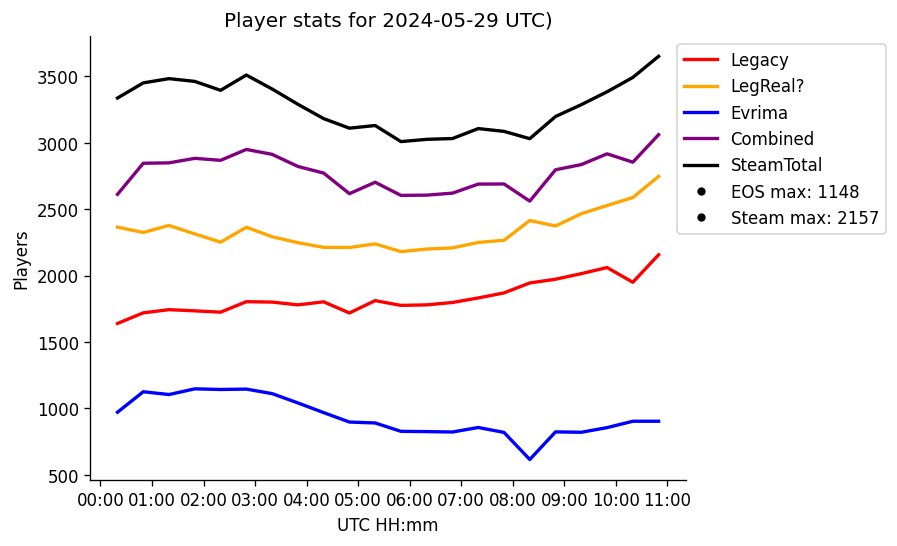 Player stats for 2024-05-29 UTC)
Legacy
LegReal?
Evrima
Combined
SteamTotal
EOS max: 1148
Steam max: 2157
Players
3500
3000
2500
2000
1500
1000
500
00:00 01:00 02:00 03:00 04:00 05:00 06:00 07:00 08:00 09:00 10:00 11:00
UTC HH:mm